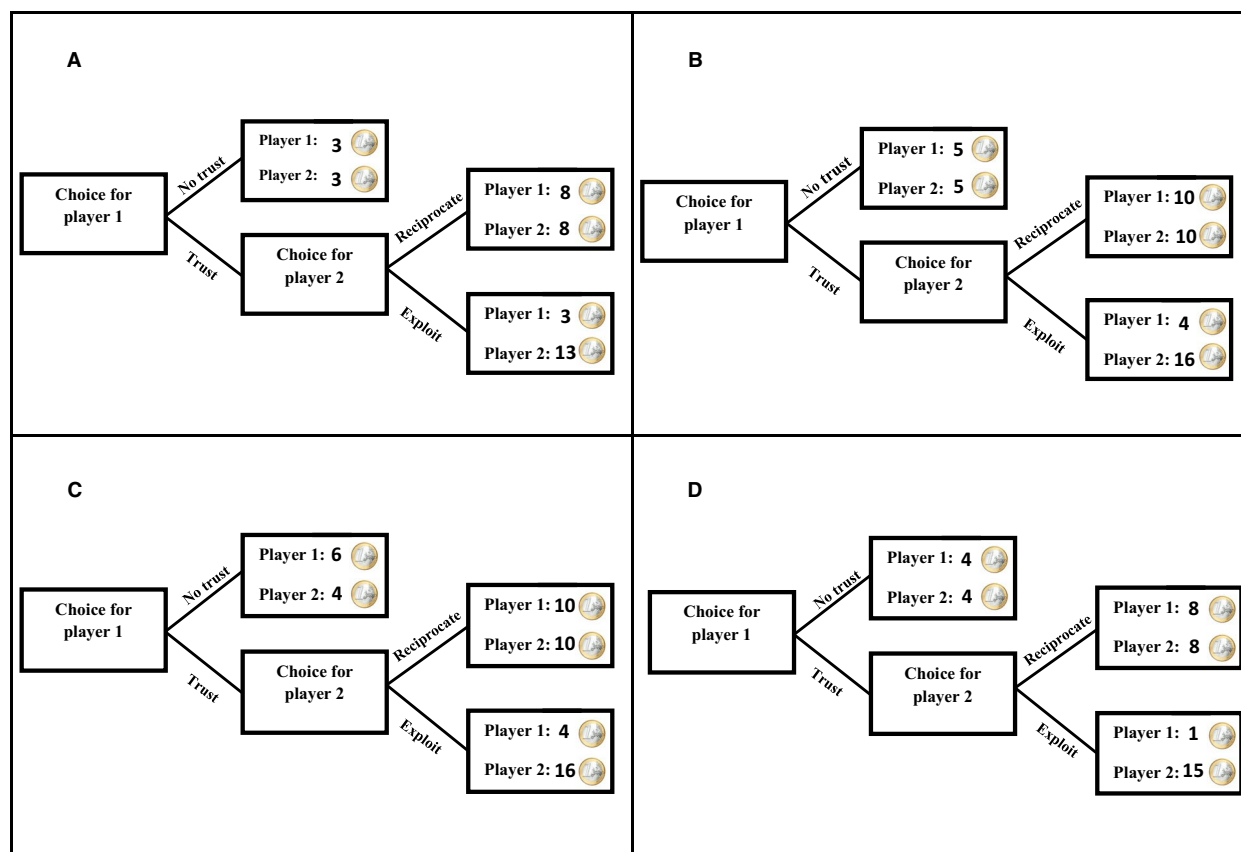 A
Choice for
player 1
No trust
Trust
Player 1: 3
Player 2: 3
Choice for
player 2
Reciprocate
Exploit
Player 1: 8
Player 2: 8
Player 1: 3
Player 2: 13
B
Choice for
player 1
No trust
Trust
Player 1: 5
Player 2: 5
Choice for
player 2
Reciprocate
Exploit
Player 1: 10
Player 2: 10
Player 1: 4
Player 2: 16
C
Choice for
player 1
No trust
Trust
Player 1: 6
Player 2: 4
Choice for
player 2
Reciprocate
Exploit
Player 1: 10
Player 2: 10
Player 1: 4
Player 2: 16
D
Choice for
player 1
No trust
Trust
Player 1: 4
Player 2: 4
Choice for
player 2
Reciprocate
Exploit
Player 1: 8
Player 2: 8
Player 1: 1
Player 2: 15